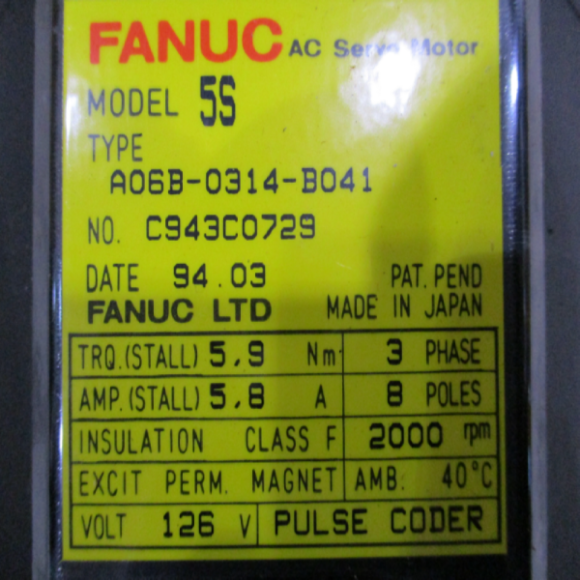 FANUC AC Servo Motor
MODEL 5S
TYPE
A06B-0314-B041
NO. C943C0729
DATE 94.03 PAT. PEND
FANUC LTD MADE IN JAPAN
TRQ.(STALL) 5,9 Nm 3 PHASE
AMP.(STALL) 5,8 A 8 POLES
INSULATION CLASS F 2000 rpm
EXCIT PERM. MAGNET AMB. 40°C
VOLT 126 V PULSE CODER